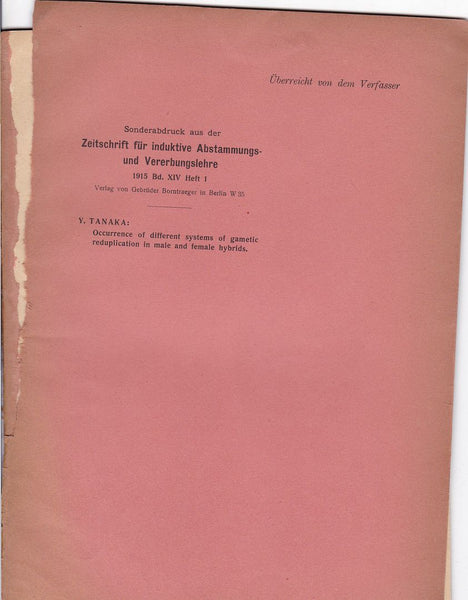 Überreicht von dem Verfasser
Sonderabdruck aus der
Zeitschrift für induktive Abstammungs-
und Vererbungslehre
1915 Bd. XIV Heft 1
Verlag von Gebrüder Borntraeger in Berlin W 35
Y. TANAKA:
Occurrence of different systems of gametic
reduplication in male and female hybrids.